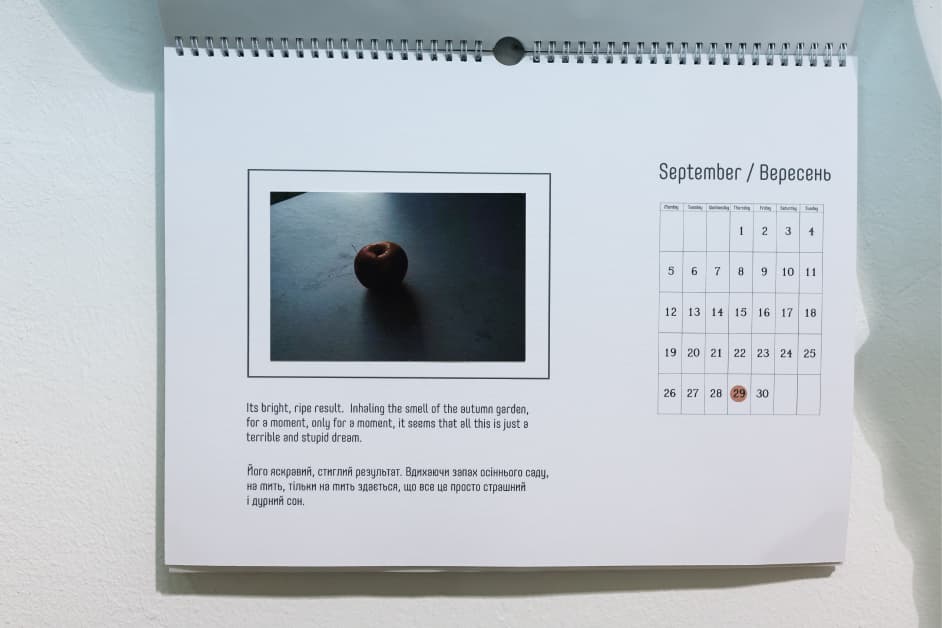 September / Вересень
Monday Tuesday Wednesday Thursday Friday Saturday Sunday
1 2 3 4
5 6 7 8 9 10 11
12 13 14 15 16 17 18
19 20 21 22 23 24 25
26 27 28 29 30
Its bright, ripe result. Inhaling the smell of the autumn garden,
for a moment, only for a moment, it seems that all this is just a
terrible and stupid dream.
Його яскравий, стиглий результат. Вдихаючи запах осіннього саду,
на мить, тільки на мить здається, що все це просто страшний
і дурний сон.